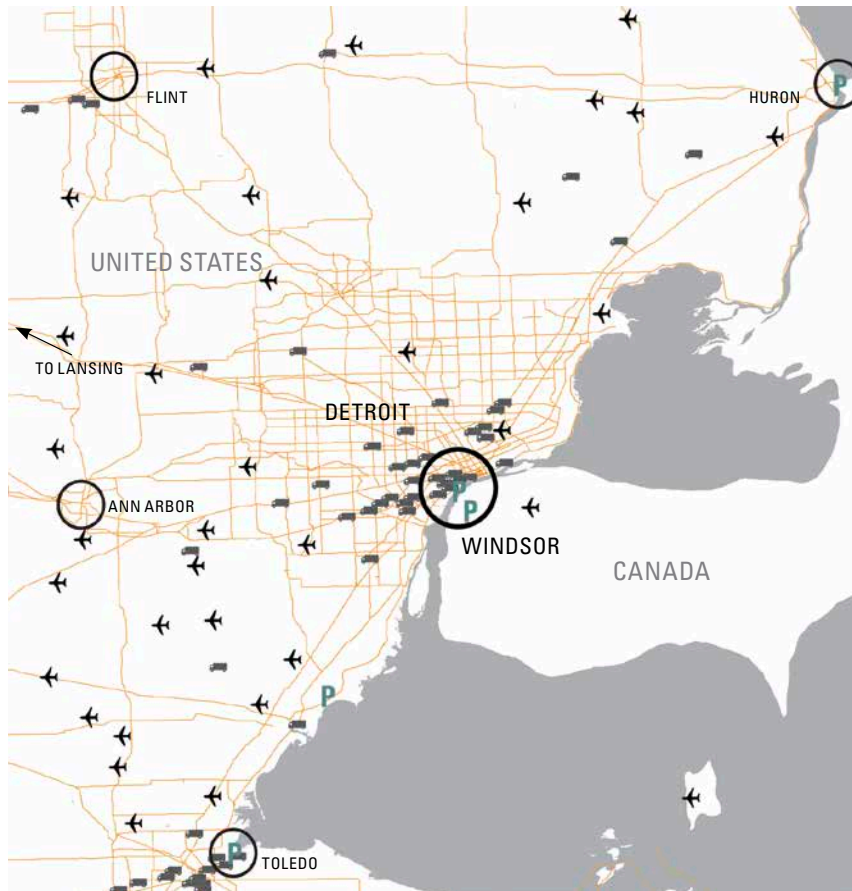 FLINT
HURON
P
UNITED STATES
TO LANSING
DETROIT
ANN ARBOR
P
P
WINDSOR
CANADA
P
P
TOLEDO